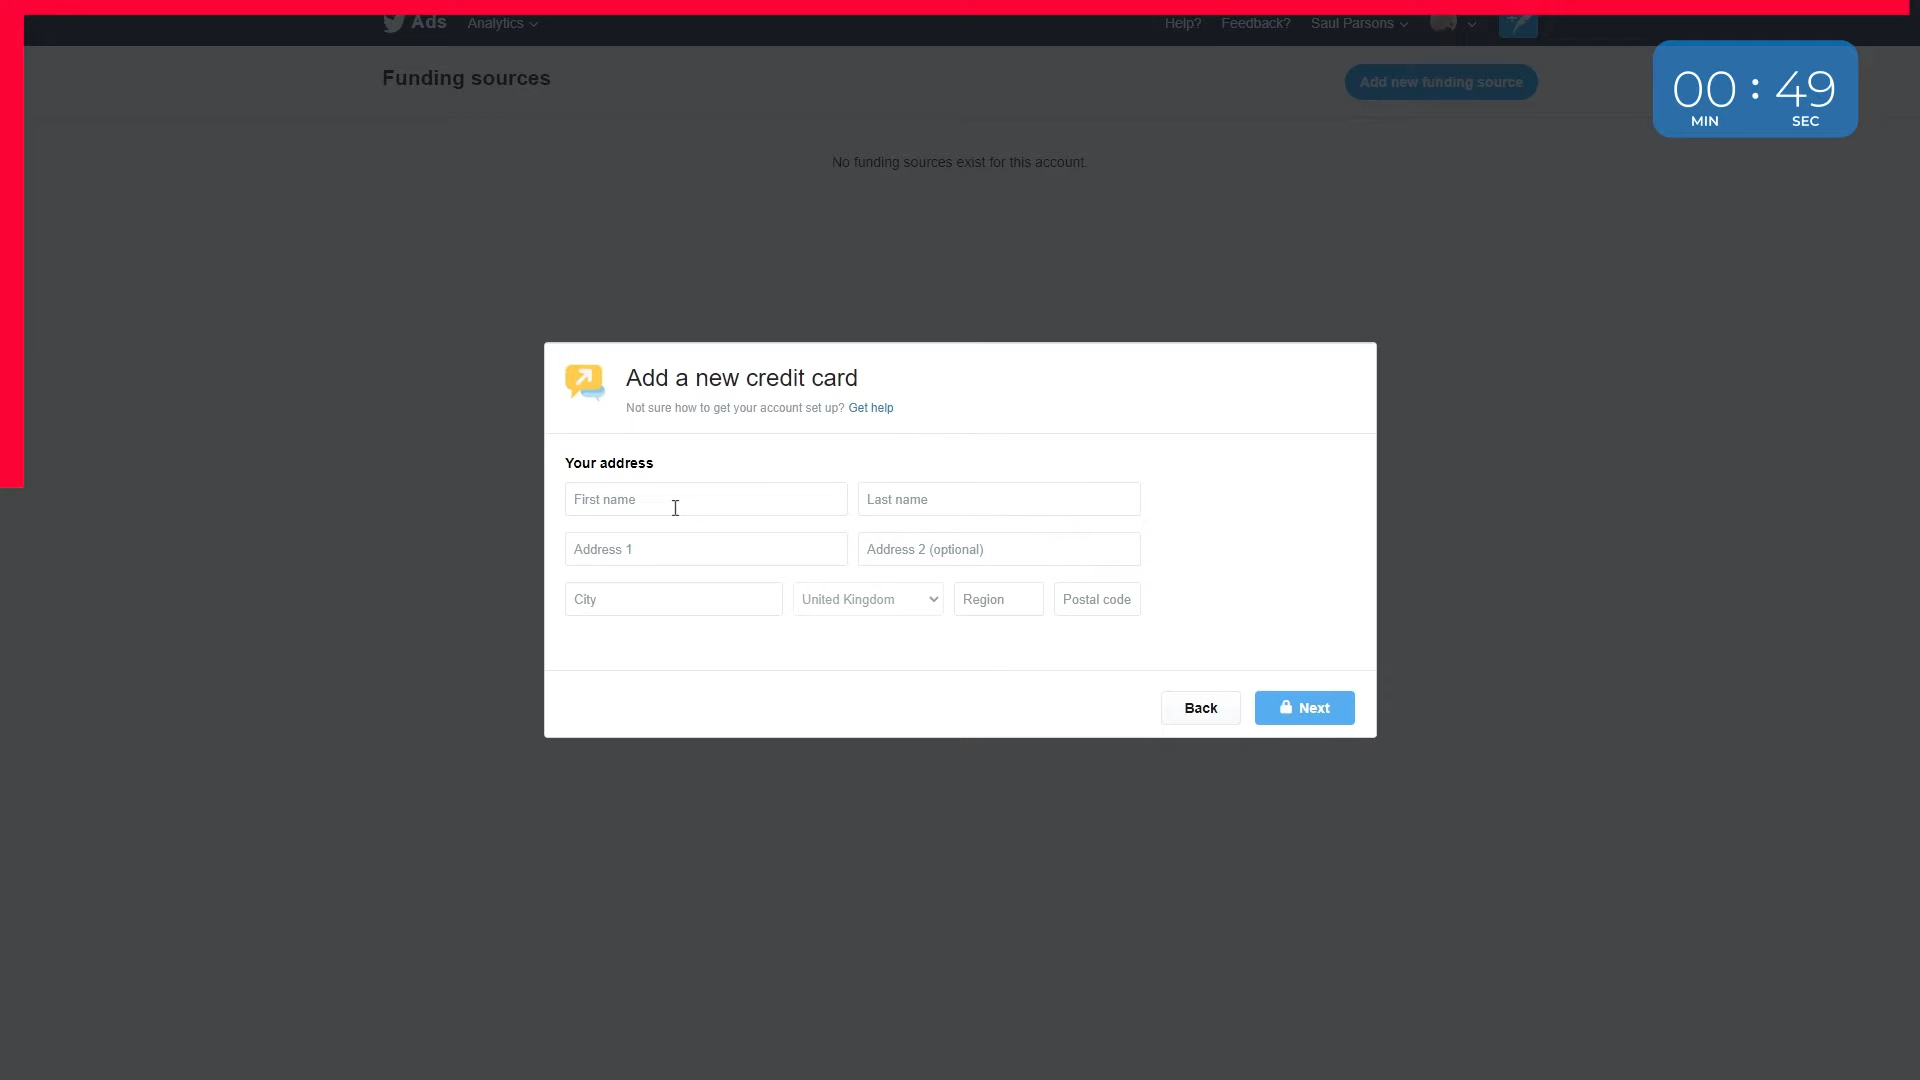 Ads Analytics Help? Feedback? Saul Parsons
Funding sources
Add new funding source
00 : 49
MIN SEC
No funding sources exist for this account.
Add a new credit card
Not sure how to get your account set up? Get help
Your address
First name Last name
Address 1 Address 2 (optional)
City United Kingdom Region Postal code
Back Next